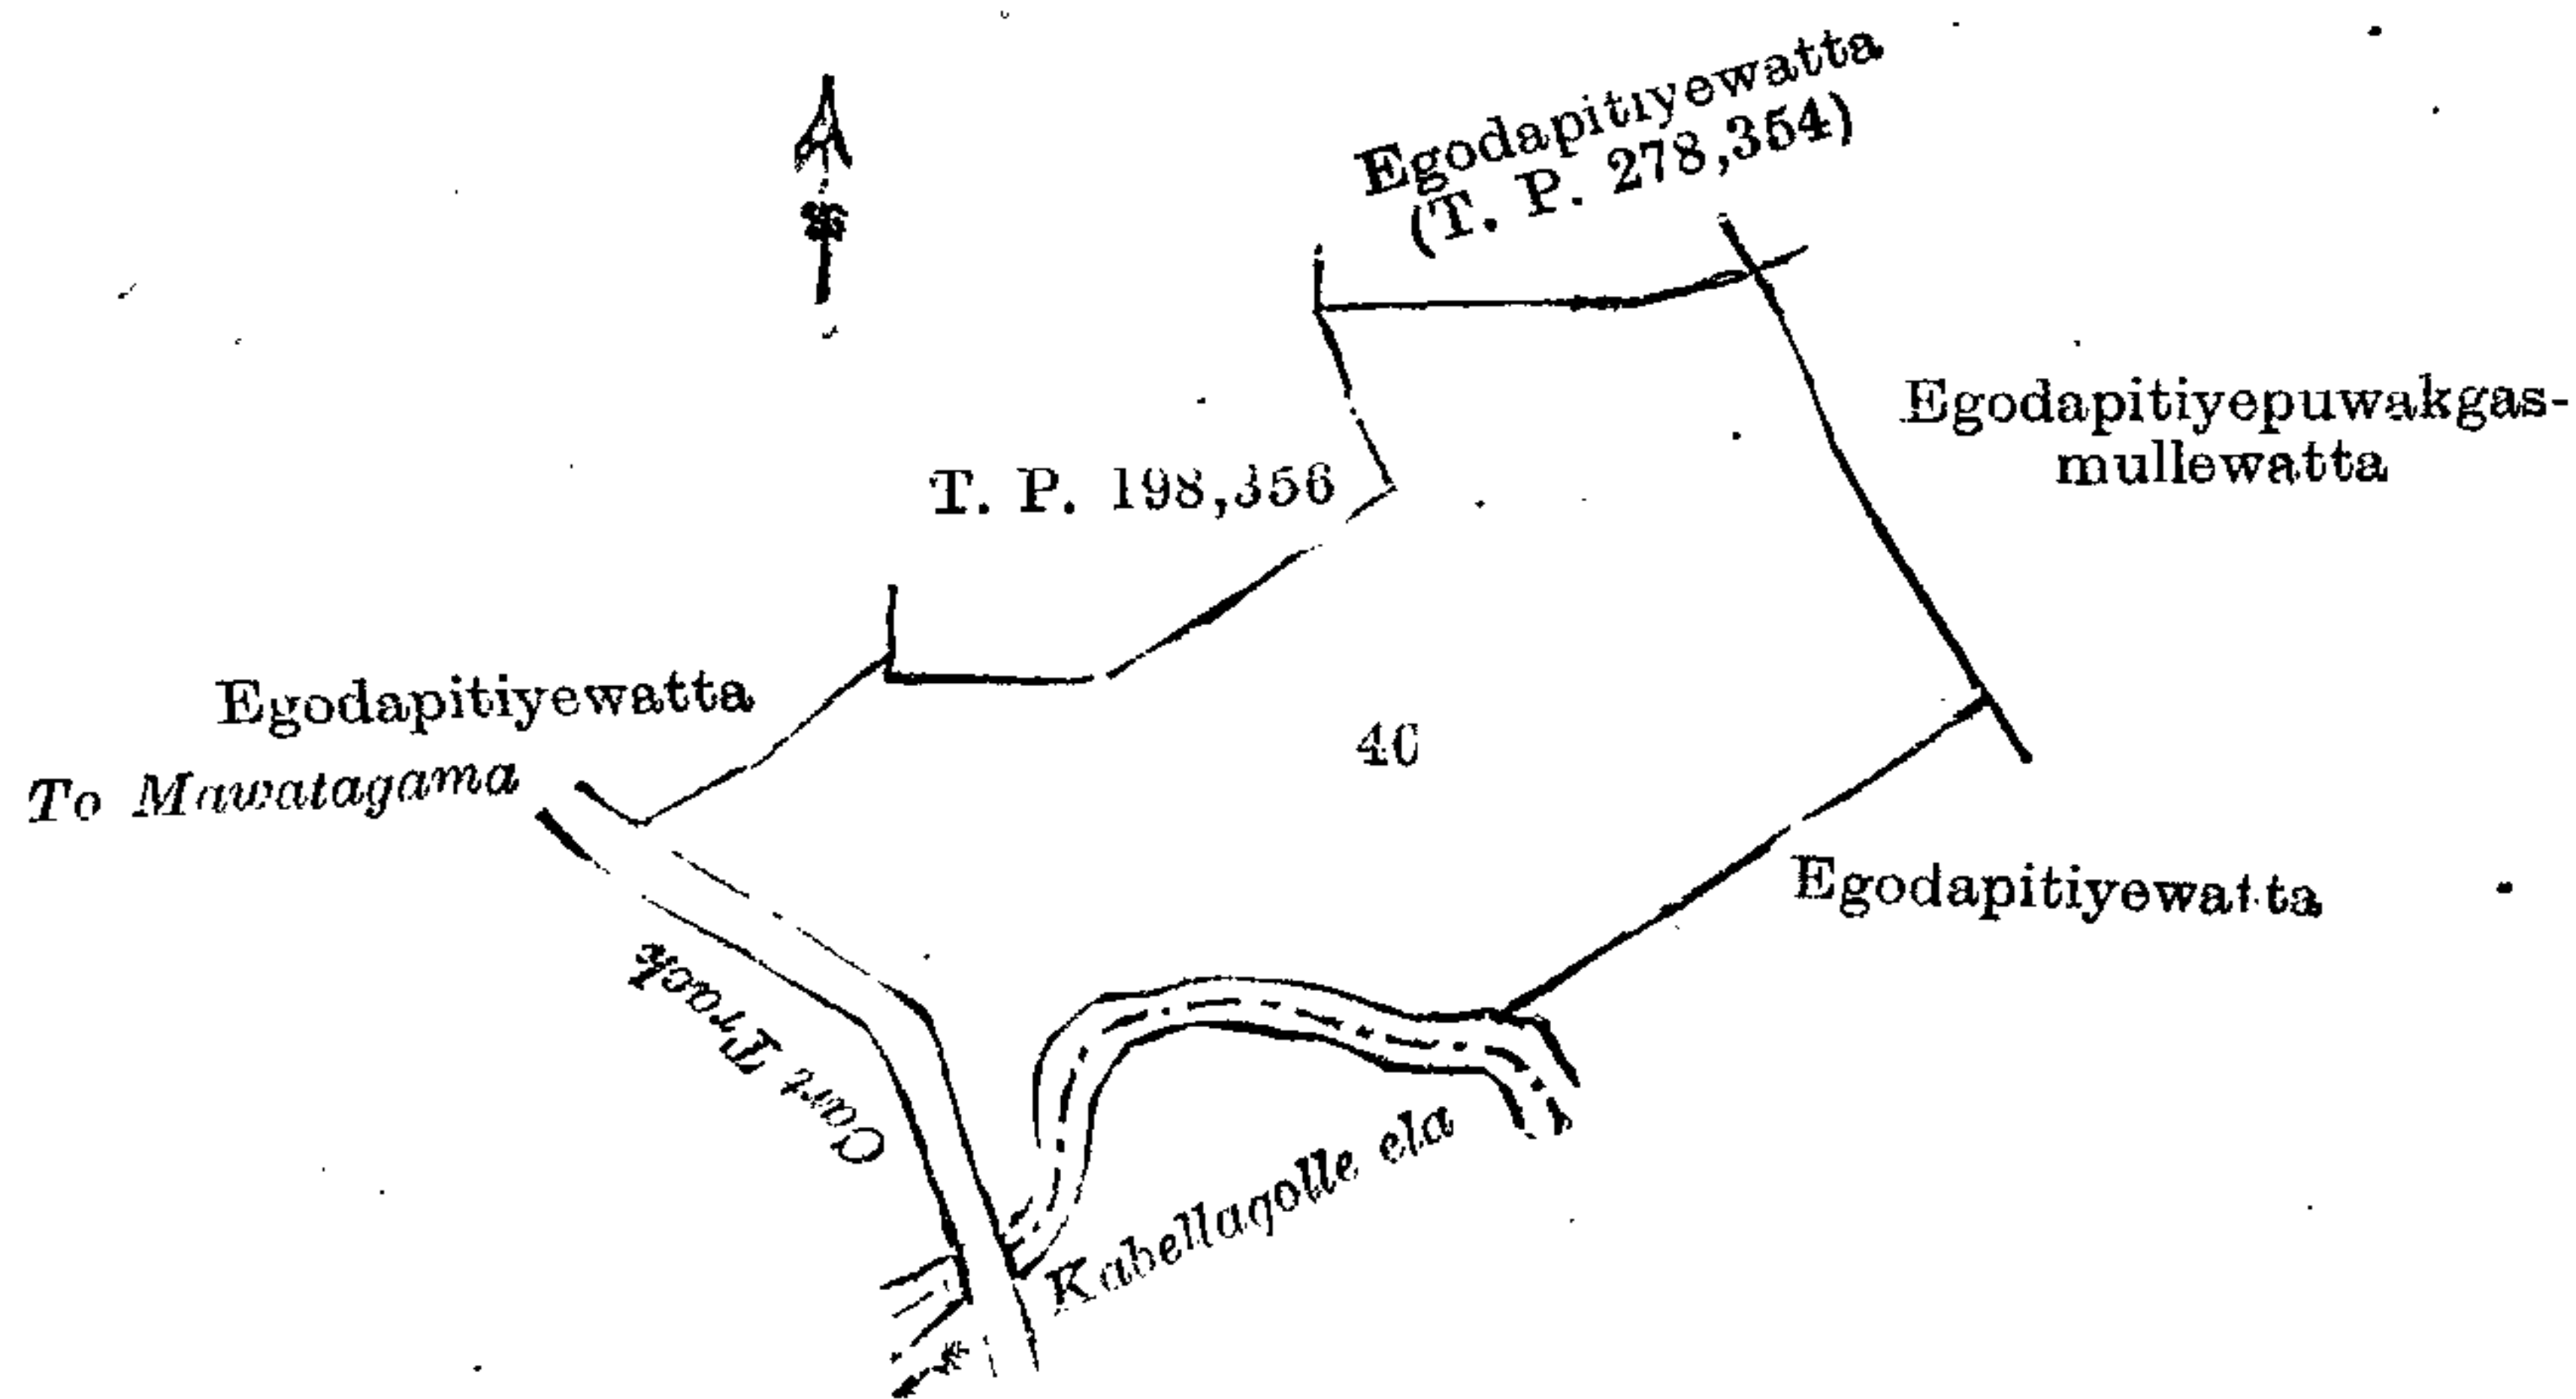 Egodapitiyewatta
(T. P. 278,354)
Egodapitiyepuwakgas-
mullewatta
T. P. 198,356
Egodapitiyewatta
To Mawatagama
40
Egodapitiyewatta
Cart Track
Kabellagolle ela